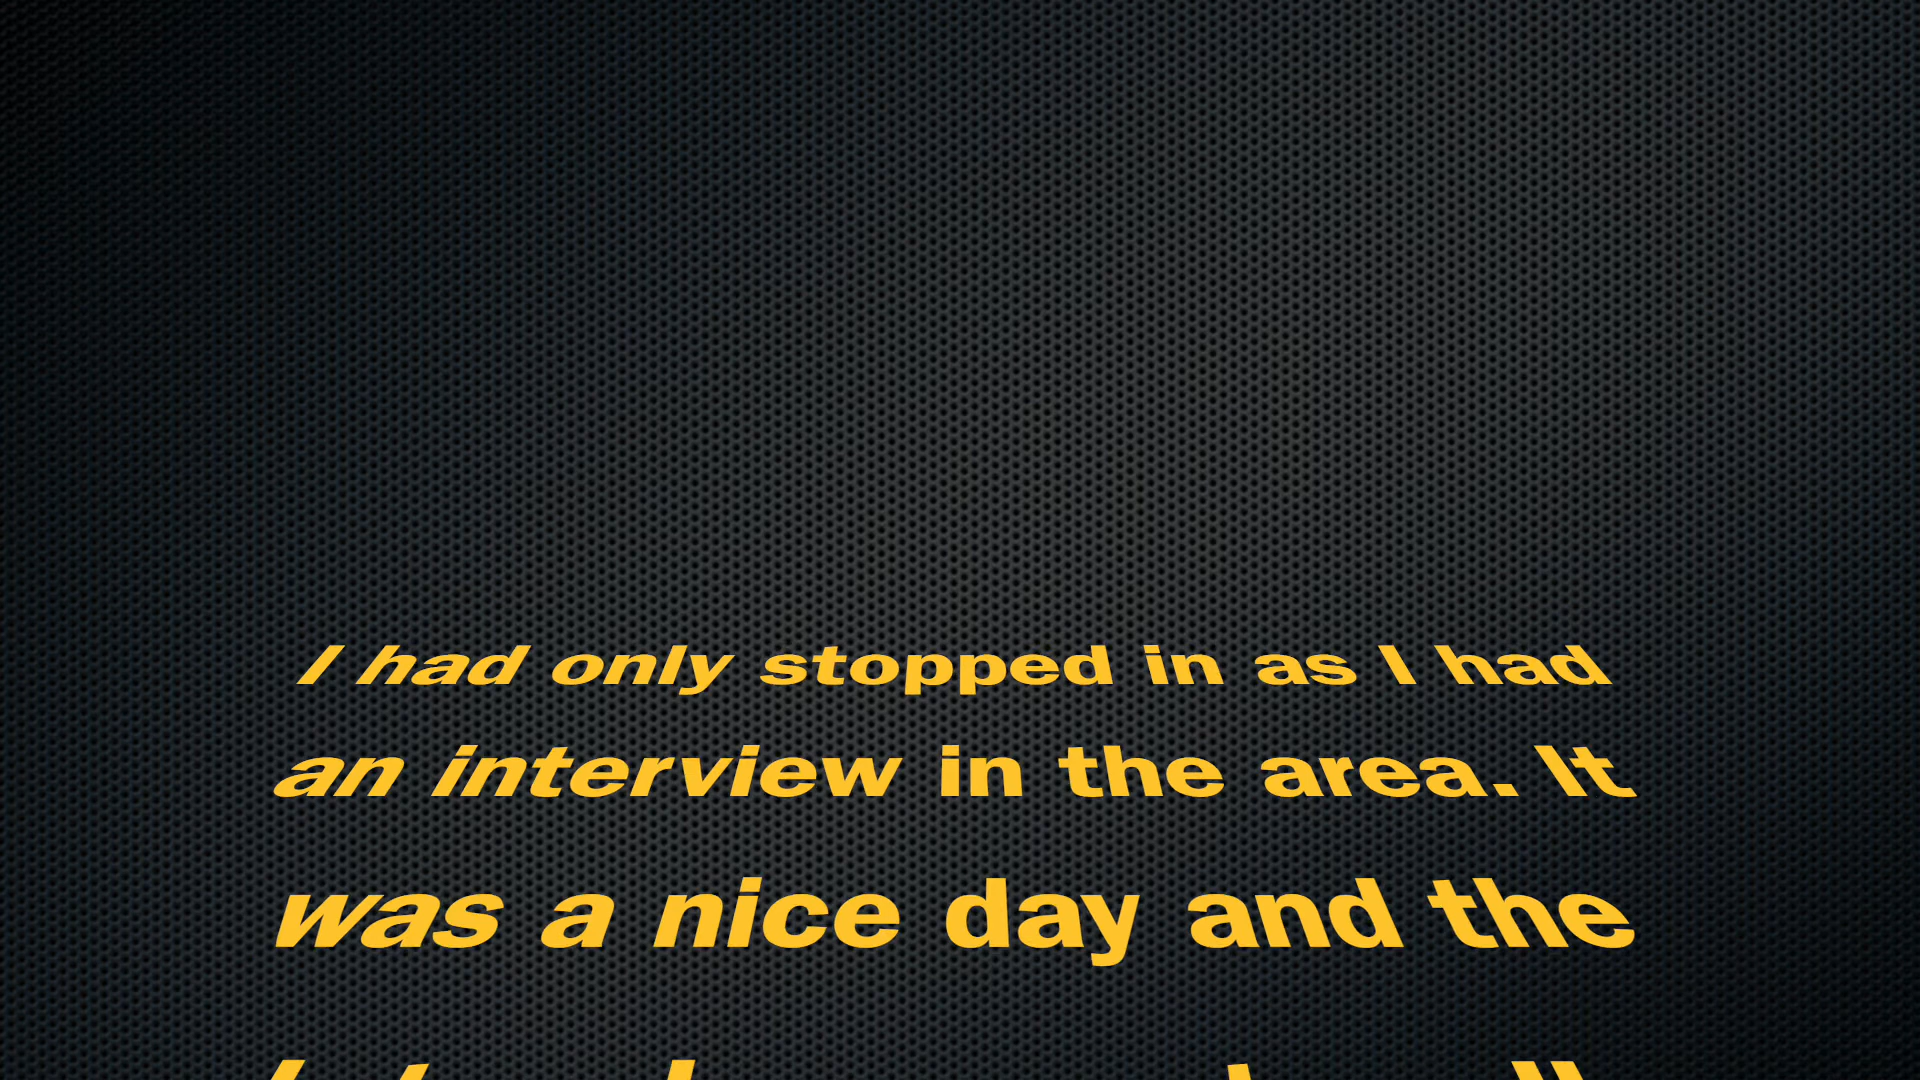 I had only stopped in as I had
an interview in the area. It
was a nice day and the